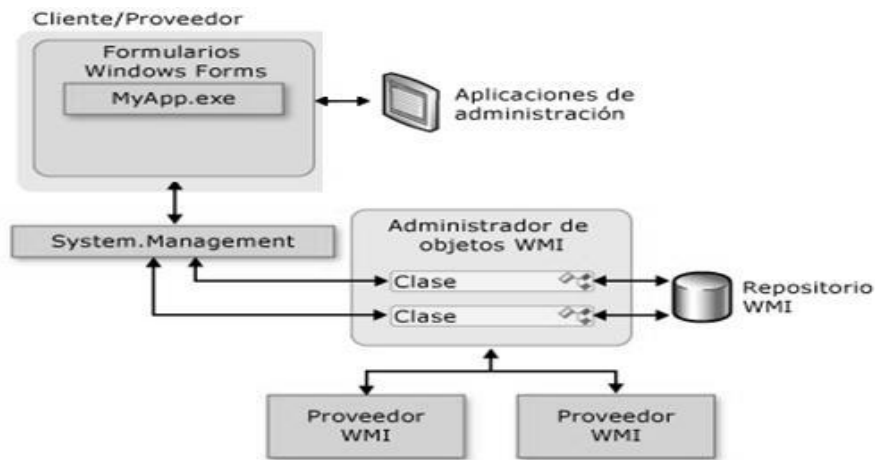 Cliente/Proveedor
Formularios
Windows Forms
MyApp.exe
Aplicaciones de
administración
System.Management
Administrador de
objetos WMI
Clase
Clase
Repositorio
WMI
Proveedor
WMI
Proveedor
WMI